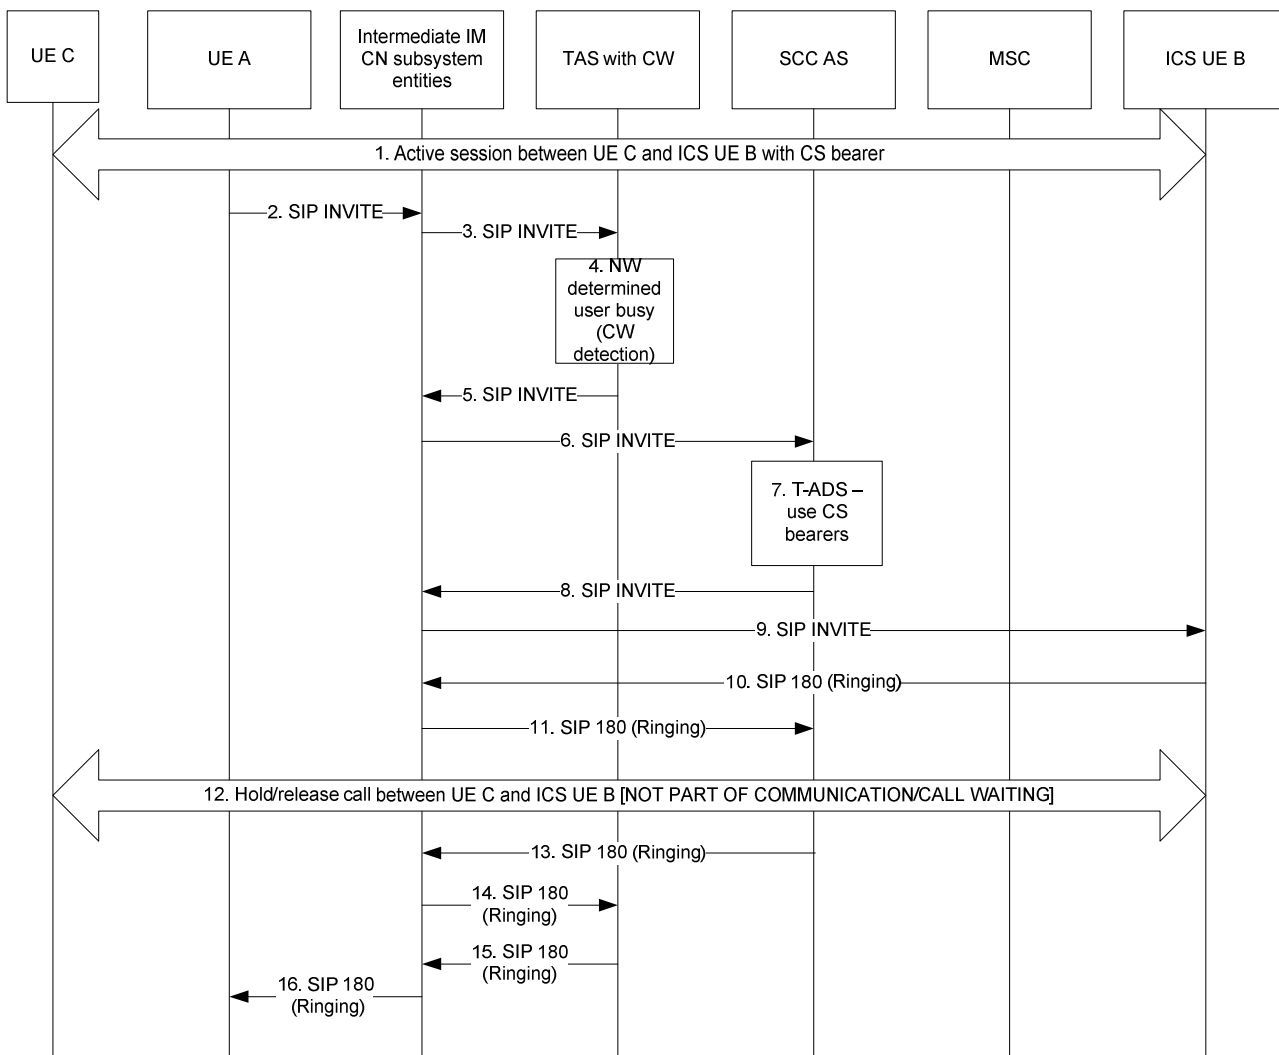 UE C
UE A
Intermediate IM
CN subsystem
entities
TAS with CW
SCC AS
MSC
ICS UE B
1. Active session between UE C and ICS UE B with CS bearer
2. SIP INVITE
3. SIP INVITE
4. NW
determined
user busy
(CW
detection)
5. SIP INVITE
6. SIP INVITE
7. T-ADS –
use CS
bearers
8. SIP INVITE
9. SIP INVITE
10. SIP 180 (Ringing)
11. SIP 180 (Ringing)
12. Hold/release call between UE C and ICS UE B [NOT PART OF COMMUNICATION/CALL WAITING]
13. SIP 180 (Ringing)
14. SIP 180
(Ringing)
15. SIP 180
(Ringing)
16. SIP 180
(Ringing)